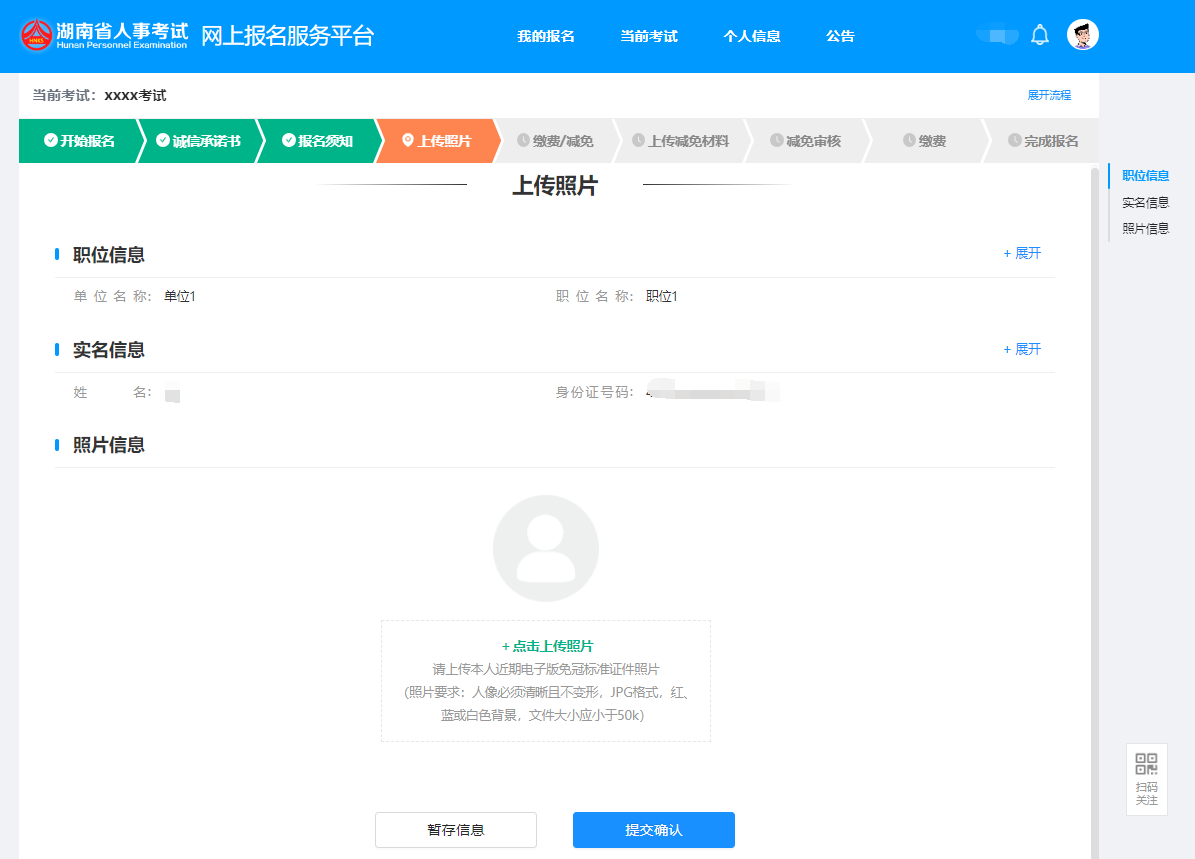 湖南省人事考试
Hunan Personnel Examination
HNKS
网上报名服务平台
我的报名 当前考试 个人信息 公告
当前考试：xxxx考试
展开流程
开始报名 诚信承诺书 报名须知 上传照片 缴费/减免 上传减免材料 减免审核 缴费 完成报名
上传照片
职位信息
实名信息
照片信息
职位信息 + 展开
单位名称：单位1 职位名称：职位1
实名信息 + 展开
姓名： 身份证号码：
照片信息
+ 点击上传照片
请上传本人近期电子版免冠标准证件照片
（照片要求：人像必须清晰且不变形，JPG格式，红、
蓝或白色背景，文件大小应小于50k）
扫码
关注
暂存信息 提交确认